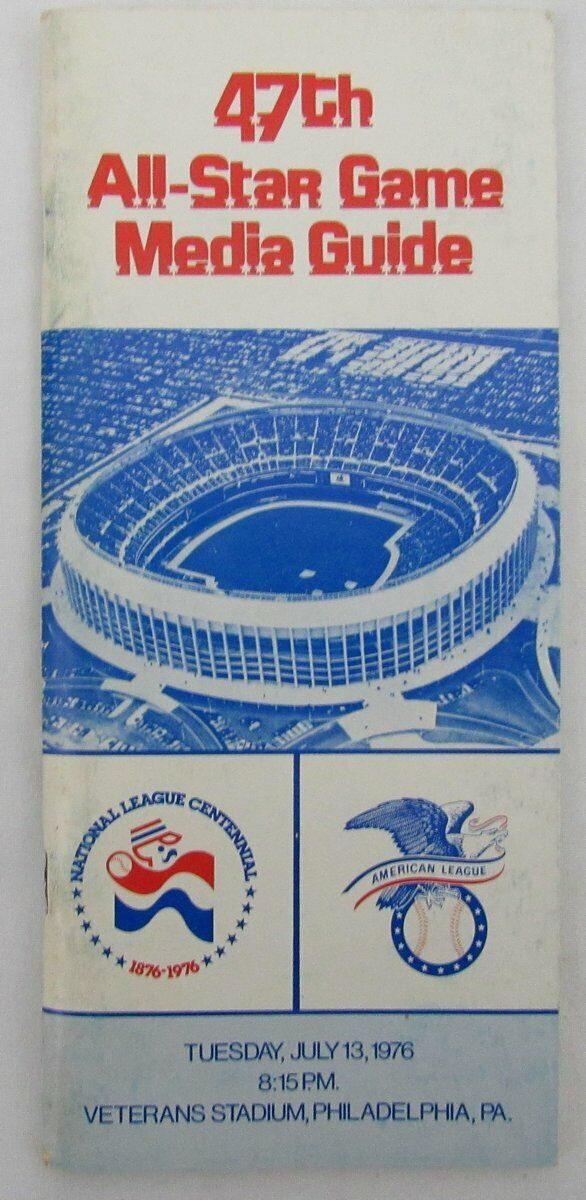 47th
All-Star Game
Media Guide
NATIONAL LEAGUE CENTENNIAL
1876-1976
AMERICAN LEAGUE
TUESDAY, JULY 13, 1976
8:15 P.M.
VETERANS STADIUM, PHILADELPHIA, PA.